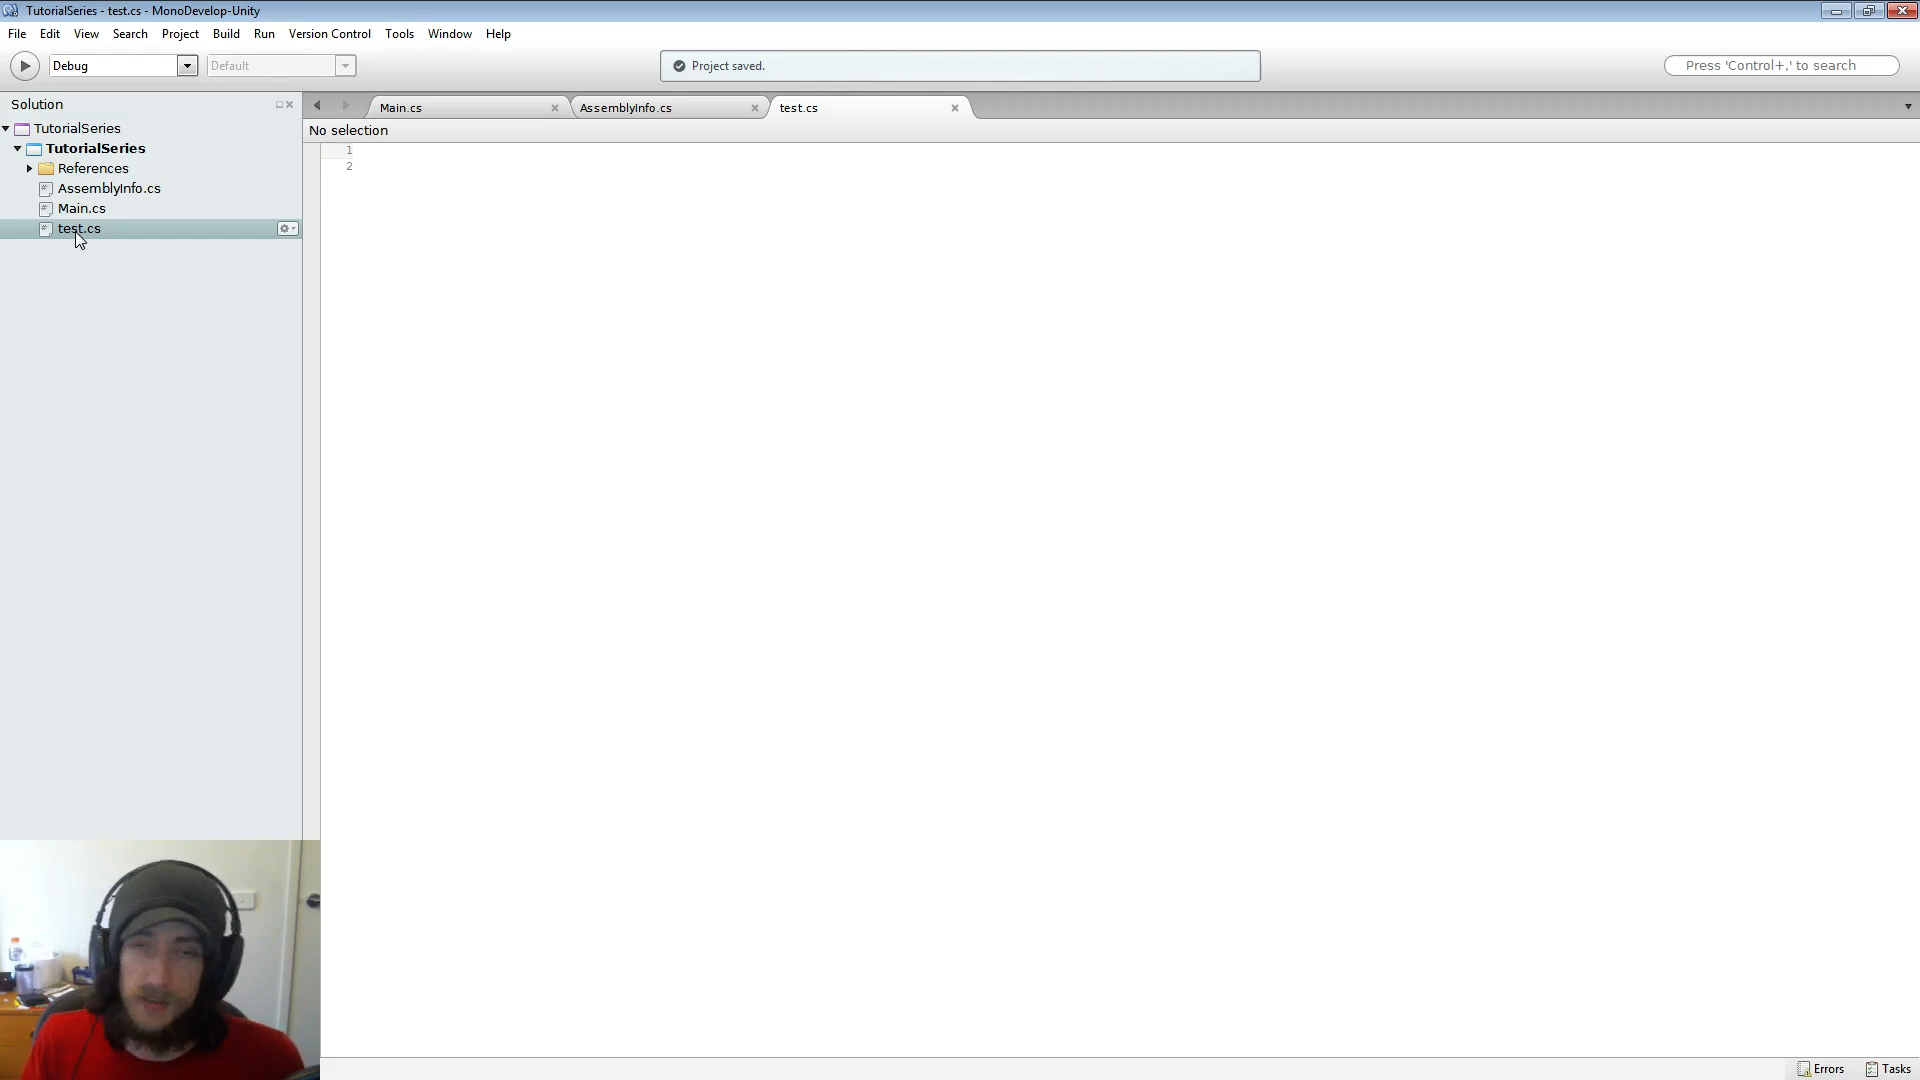 TutorialSeries - test.cs - MonoDevelop-Unity
File Edit View Search Project Build Run Version Control Tools Window Help
Debug Default Project saved. Press 'Control+,' to search
Solution Main.cs AssemblyInfo.cs test.cs
No selection
TutorialSeries
TutorialSeries
References
AssemblyInfo.cs
Main.cs
test.cs
1
2
Errors Tasks